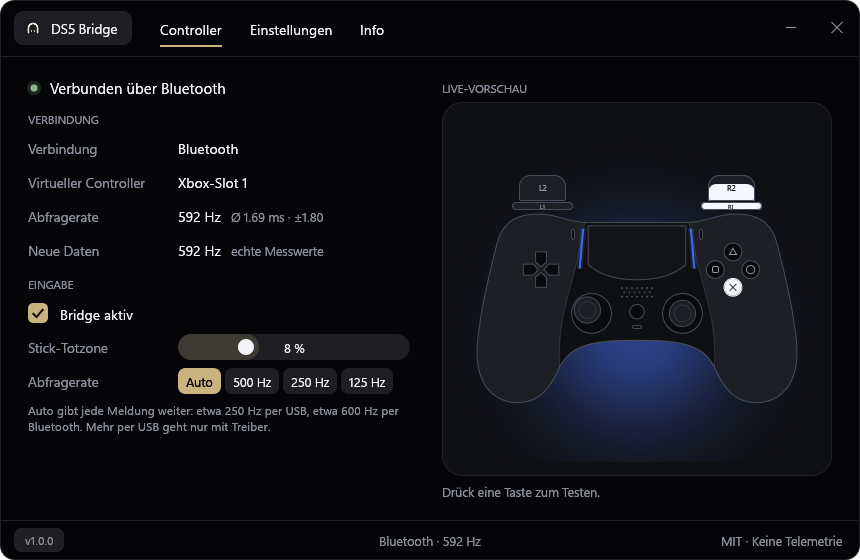 DS5 Bridge
Controller
Einstellungen
Info
Verbunden über Bluetooth
VERBINDUNG
Verbindung Bluetooth
Virtueller Controller Xbox-Slot 1
Abfragerate 592 Hz Ø 1.69 ms · ±1.80
Neue Daten 592 Hz echte Messwerte
EINGABE
Bridge aktiv
Stick-Totzone 8 %
Abfragerate Auto 500 Hz 250 Hz 125 Hz
Auto gibt jede Meldung weiter: etwa 250 Hz per USB, etwa 600 Hz per
Bluetooth. Mehr per USB geht nur mit Treiber.
LIVE-VORSCHAU
L2
R2
L1
R1
Drück eine Taste zum Testen.
v1.0.0
Bluetooth · 592 Hz
MIT · Keine Telemetrie